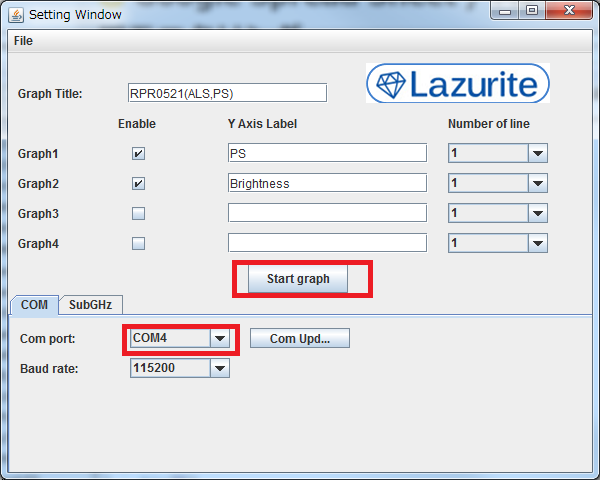 Setting Window
File
Graph Title: RPR0521(ALS,PS)
Lazurite
Enable Y Axis Label Number of line
Graph1 PS 1
Graph2 Brightness 1
Graph3 1
Graph4 1
Start graph
COM SubGHz
Com port: COM4 Com Upd...
Baud rate: 115200